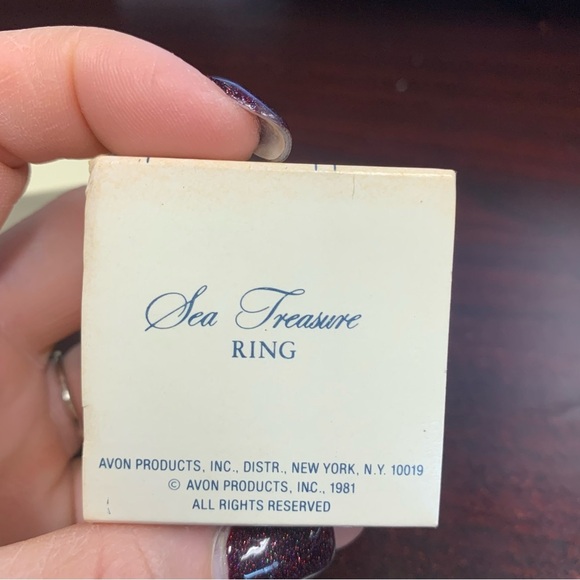 Sea Treasure
RING
AVON PRODUCTS, INC., DISTR., NEW YORK, N.Y. 10019
© AVON PRODUCTS, INC., 1981
ALL RIGHTS RESERVED